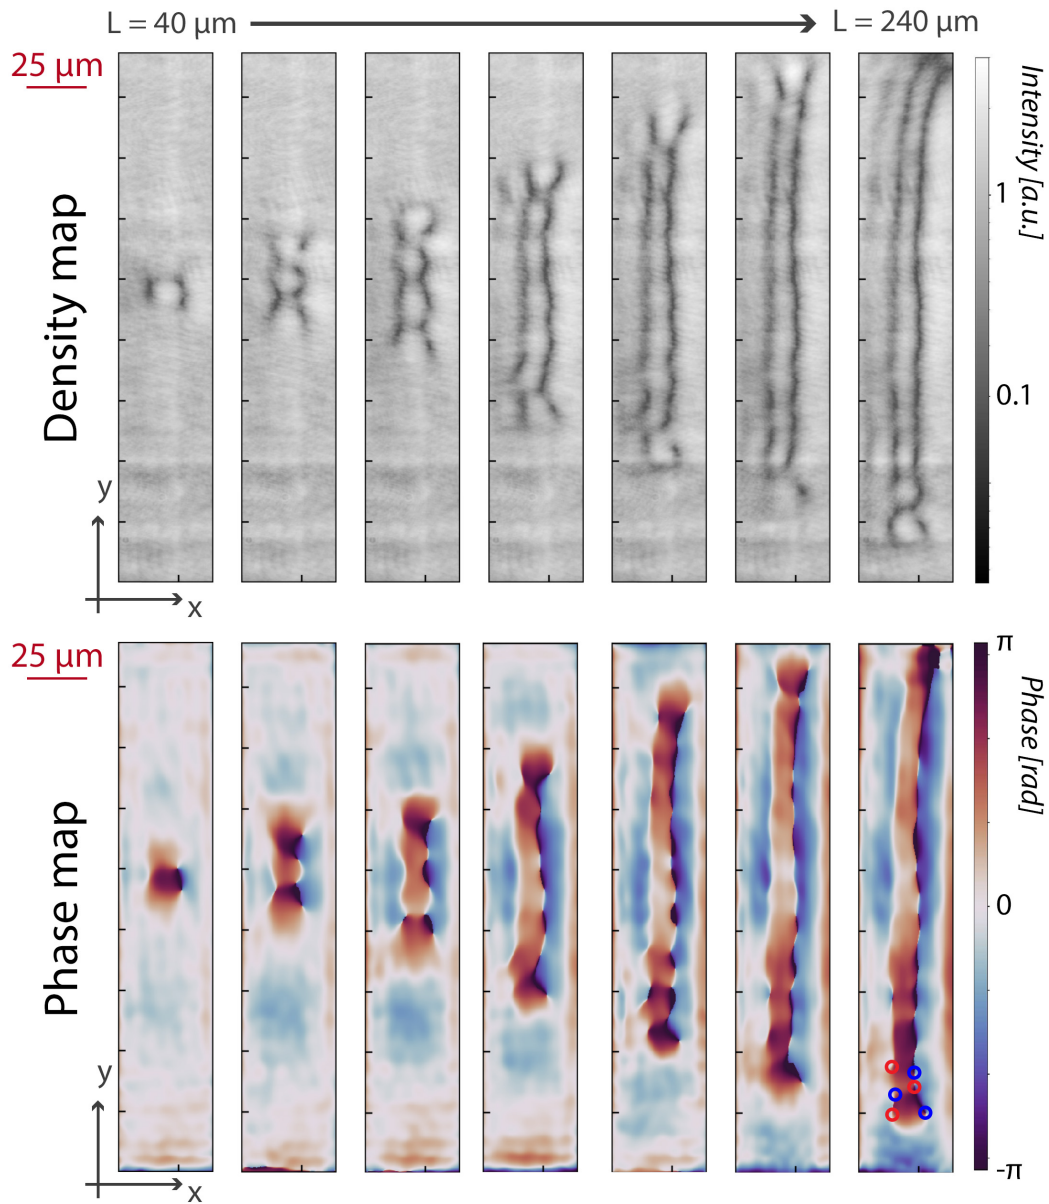 L = 40 μm
L = 240 μm
25 μm
Density map
Intensity [a.u.]
1
0.1
y
x
25 μm
Phase map
π
Phase [rad]
0
-π
y
x